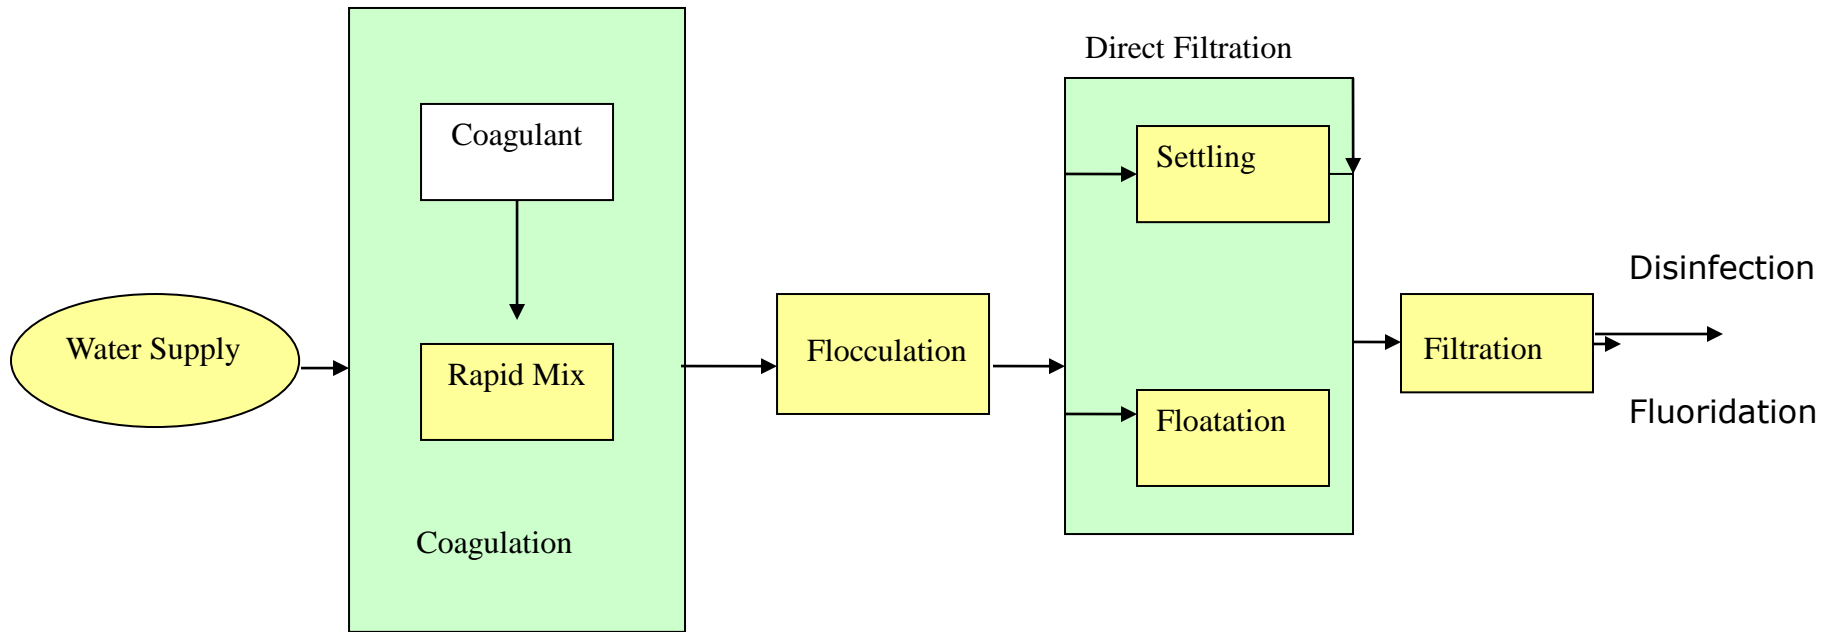 Water Supply
Coagulant
Rapid Mix
Coagulation
Flocculation
Direct Filtration
Settling
Floatation
Filtration
Disinfection
Fluoridation